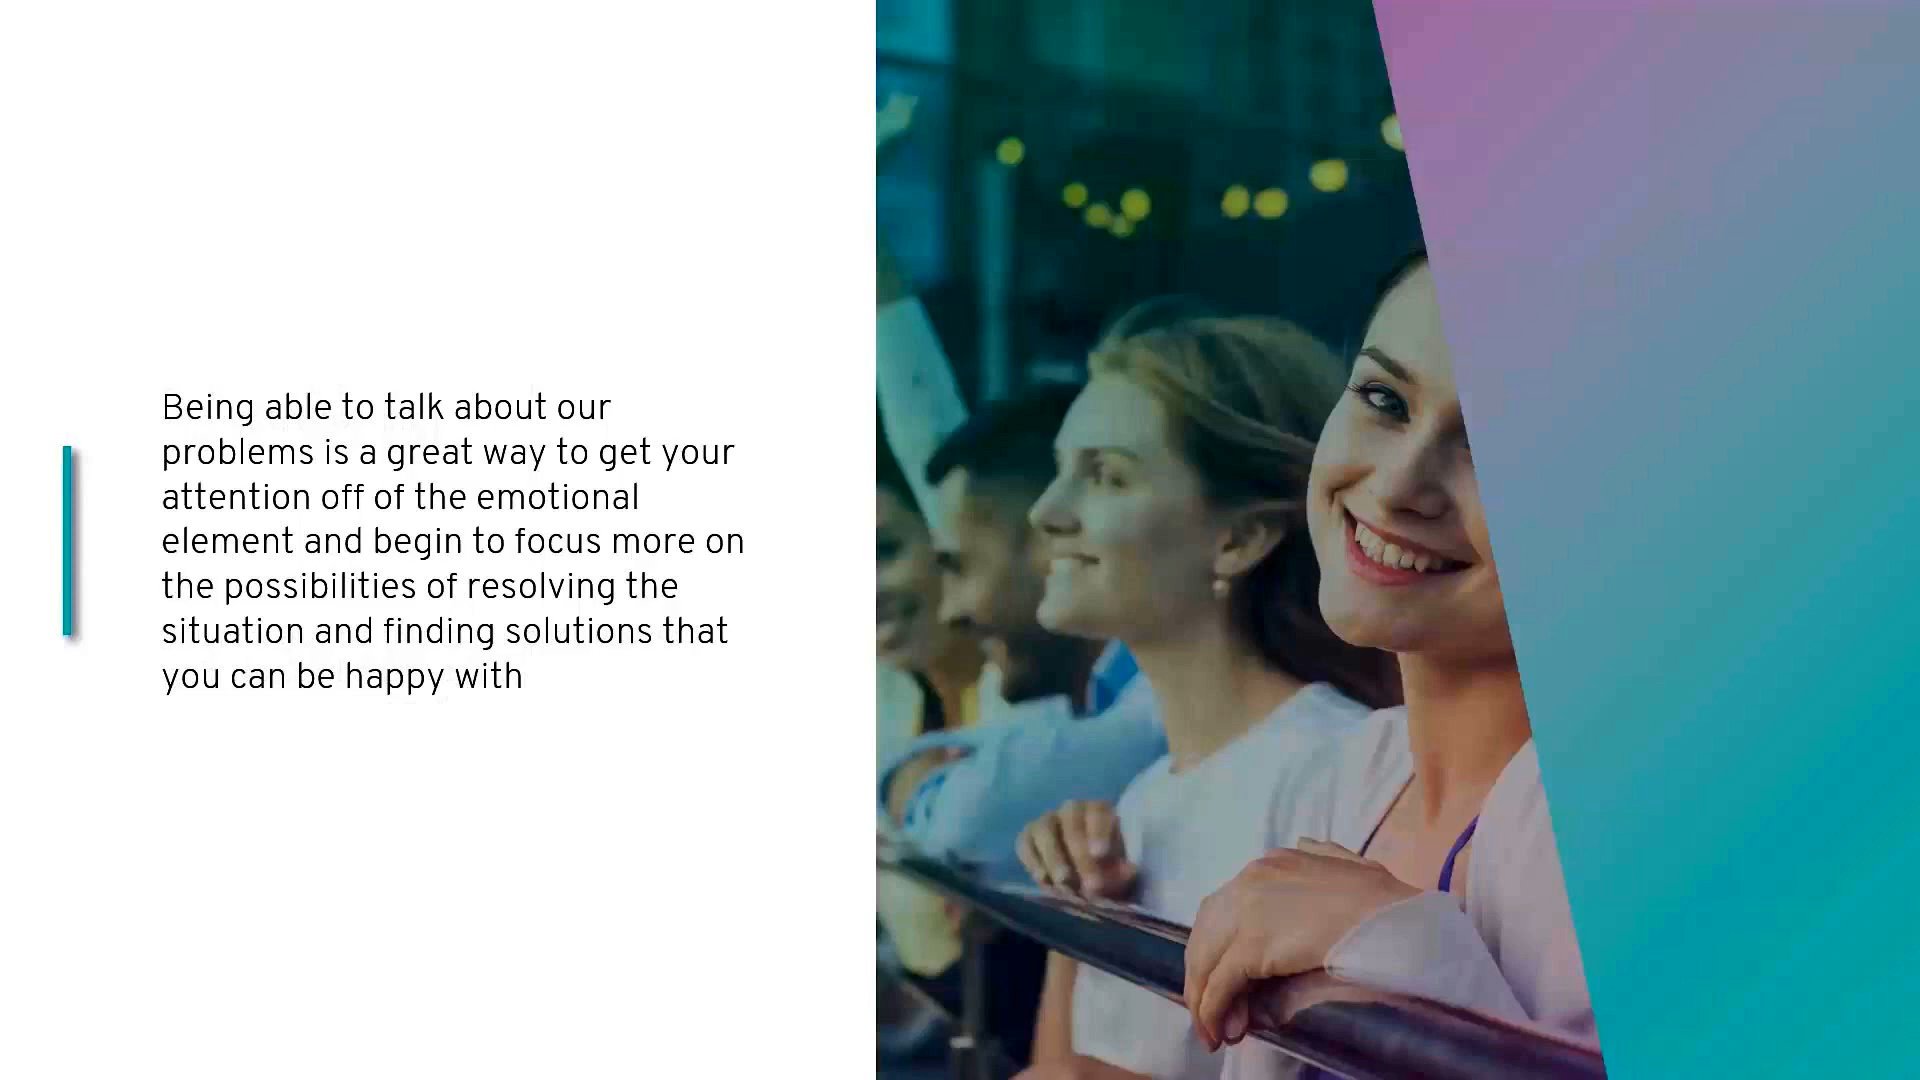 Being able to talk about our
problems is a great way to get your
attention off of the emotional
element and begin to focus more on
the possibilities of resolving the
situation and finding solutions that
you can be happy with